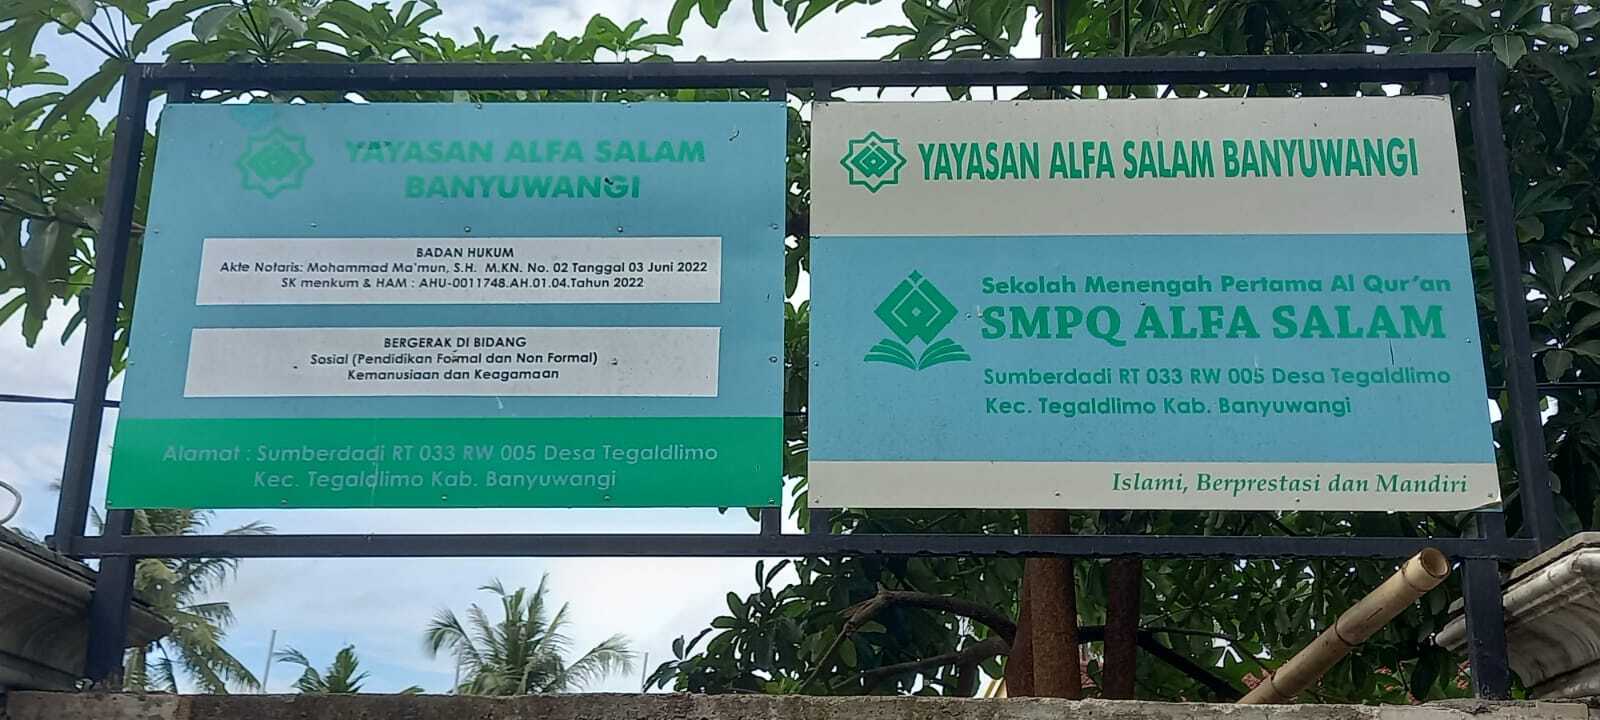 YAYASAN ALFA SALAM
BANYUWANGI
BADAN HUKUM
Akte Notaris: Mohammad Ma'mun, S.H. M.KN. No. 02 Tanggal 03 Juni 2022
SK menkum & HAM : AHU-0011748.AH.01.04.Tahun 2022
BERGERAK DI BIDANG
Sosial (Pendidikan Formal dan Non Formal)
Kemanusiaan dan Keagamaan
Alamat : Sumberdadi RT 033 RW 005 Desa Tegaldlimo
Kec. Tegaldlimo Kab. Banyuwangi
YAYASAN ALFA SALAM BANYUWANGI
Sekolah Menengah Pertama Al Qur'an
SMPQ ALFA SALAM
Sumberdadi RT 033 RW 005 Desa Tegaldlimo
Kec. Tegaldlimo Kab. Banyuwangi
Islami, Berprestasi dan Mandiri